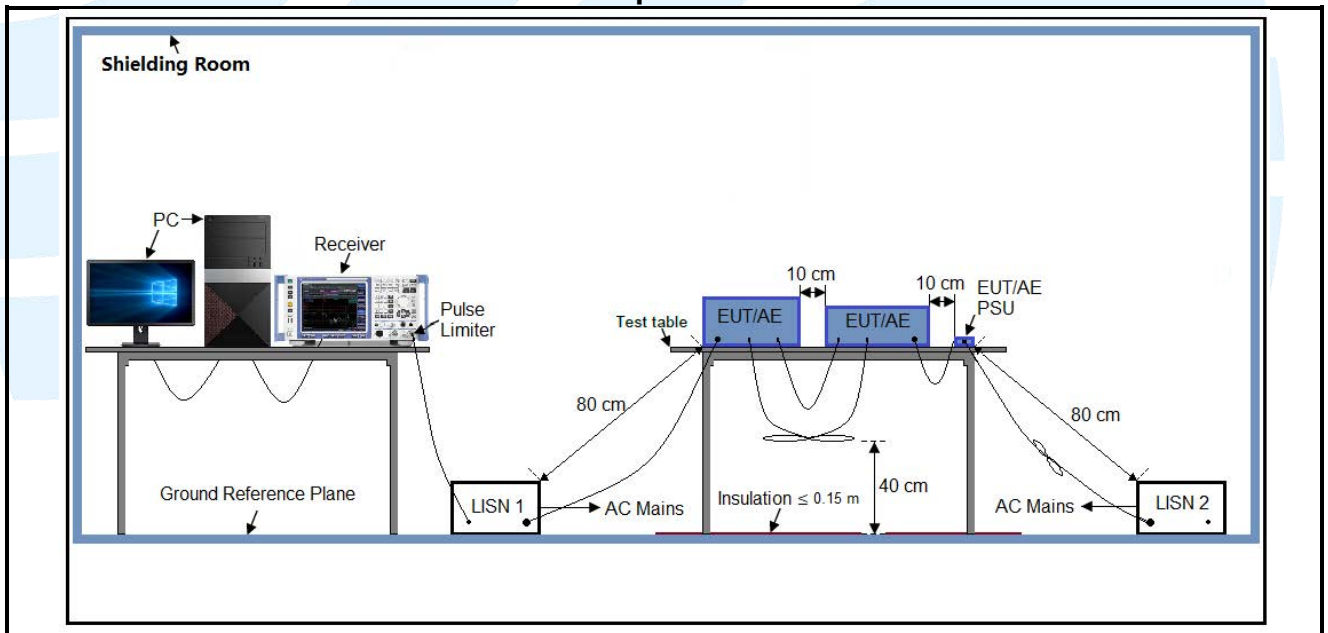 Shielding Room
PC
Receiver
Pulse
Limiter
10 cm
10 cm
EUT/AE
PSU
Test table
EUT/AE
EUT/AE
80 cm
80 cm
40 cm
Ground Reference Plane
LISN 1
AC Mains
Insulation ≤ 0.15 m
AC Mains
LISN 2